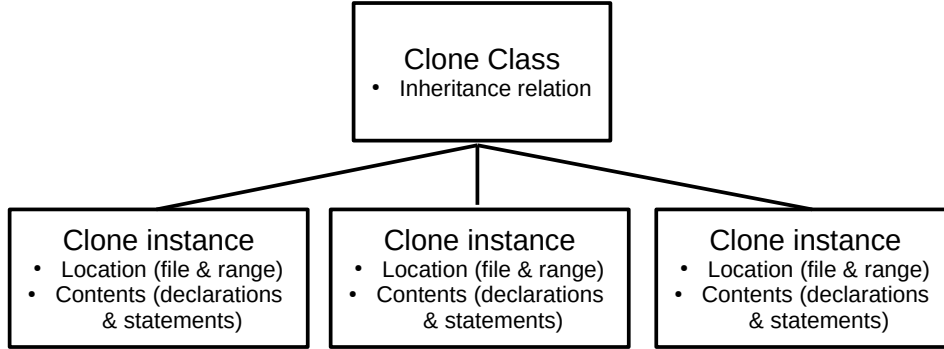 Clone Class
• Inheritance relation
Clone instance
• Location (file & range)
• Contents (declarations
& statements)
Clone instance
• Location (file & range)
• Contents (declarations
& statements)
Clone instance
• Location (file & range)
• Contents (declarations
& statements)